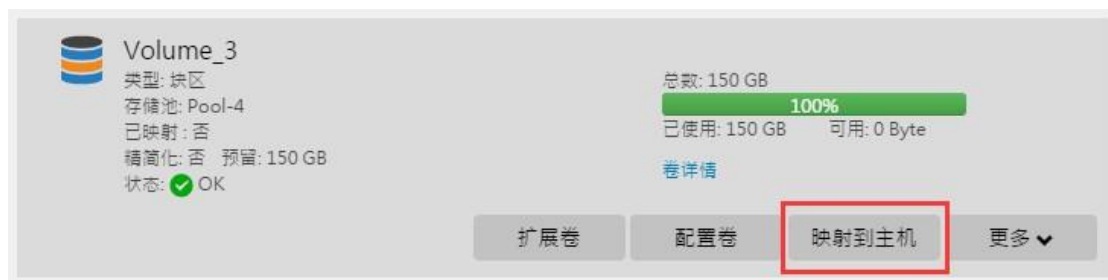 Volume_3
类型: 块区
存储池: Pool-4
已映射 : 否
精简化: 否 预留: 150 GB
状态: OK
总数: 150 GB
100%
已使用: 150 GB 可用: 0 Byte
卷详情
扩展卷 配置卷 映射到主机 更多